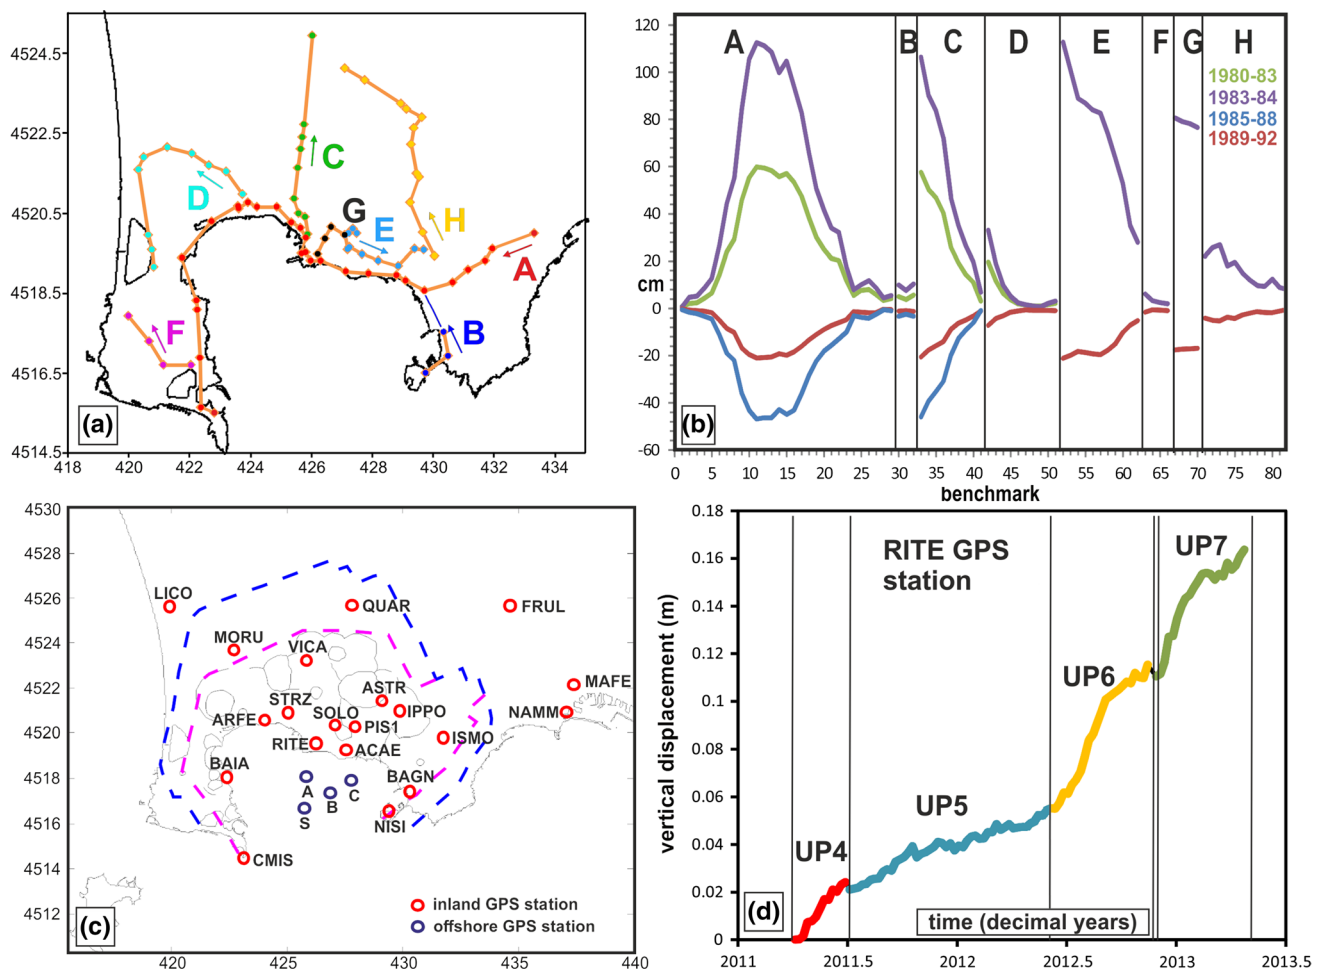 4524.5
4522.5
4520.5
4518.5
4516.5
4514.5
418 420 422 424 426 428 430 432 434
C
D
G
E
H
A
F
B
(a)
120
100
80
60
40
20
cm
0
-20
-40
-60
A B C D E F G H
1980-83
1983-84
1985-88
1989-92
(b)
0 5 10 15 20 25 30 35 40 45 50 55 60 65 70 75 80
benchmark
4530
4528
4526
4524
4522
4520
4518
4516
4514
4512
420 425 430 435 440
LICO
QUAR
FRUL
MORU
VICA
MAFE
ASTR
STRZ
IPPO
NAMM
SOLO
ARFE
PIS1
ISMO
RITE
ACAE
BAIA
BAGN
A
B
C
S
NISI
CMIS
inland GPS station
offshore GPS station
(c)
0.18
0.16
0.14
0.12
0.1
0.08
0.06
0.04
0.02
0
vertical displacement (m)
RITE GPS
station
UP7
UP6
UP5
UP4
(d)
time (decimal years)
2011 2011.5 2012 2012.5 2013 2013.5